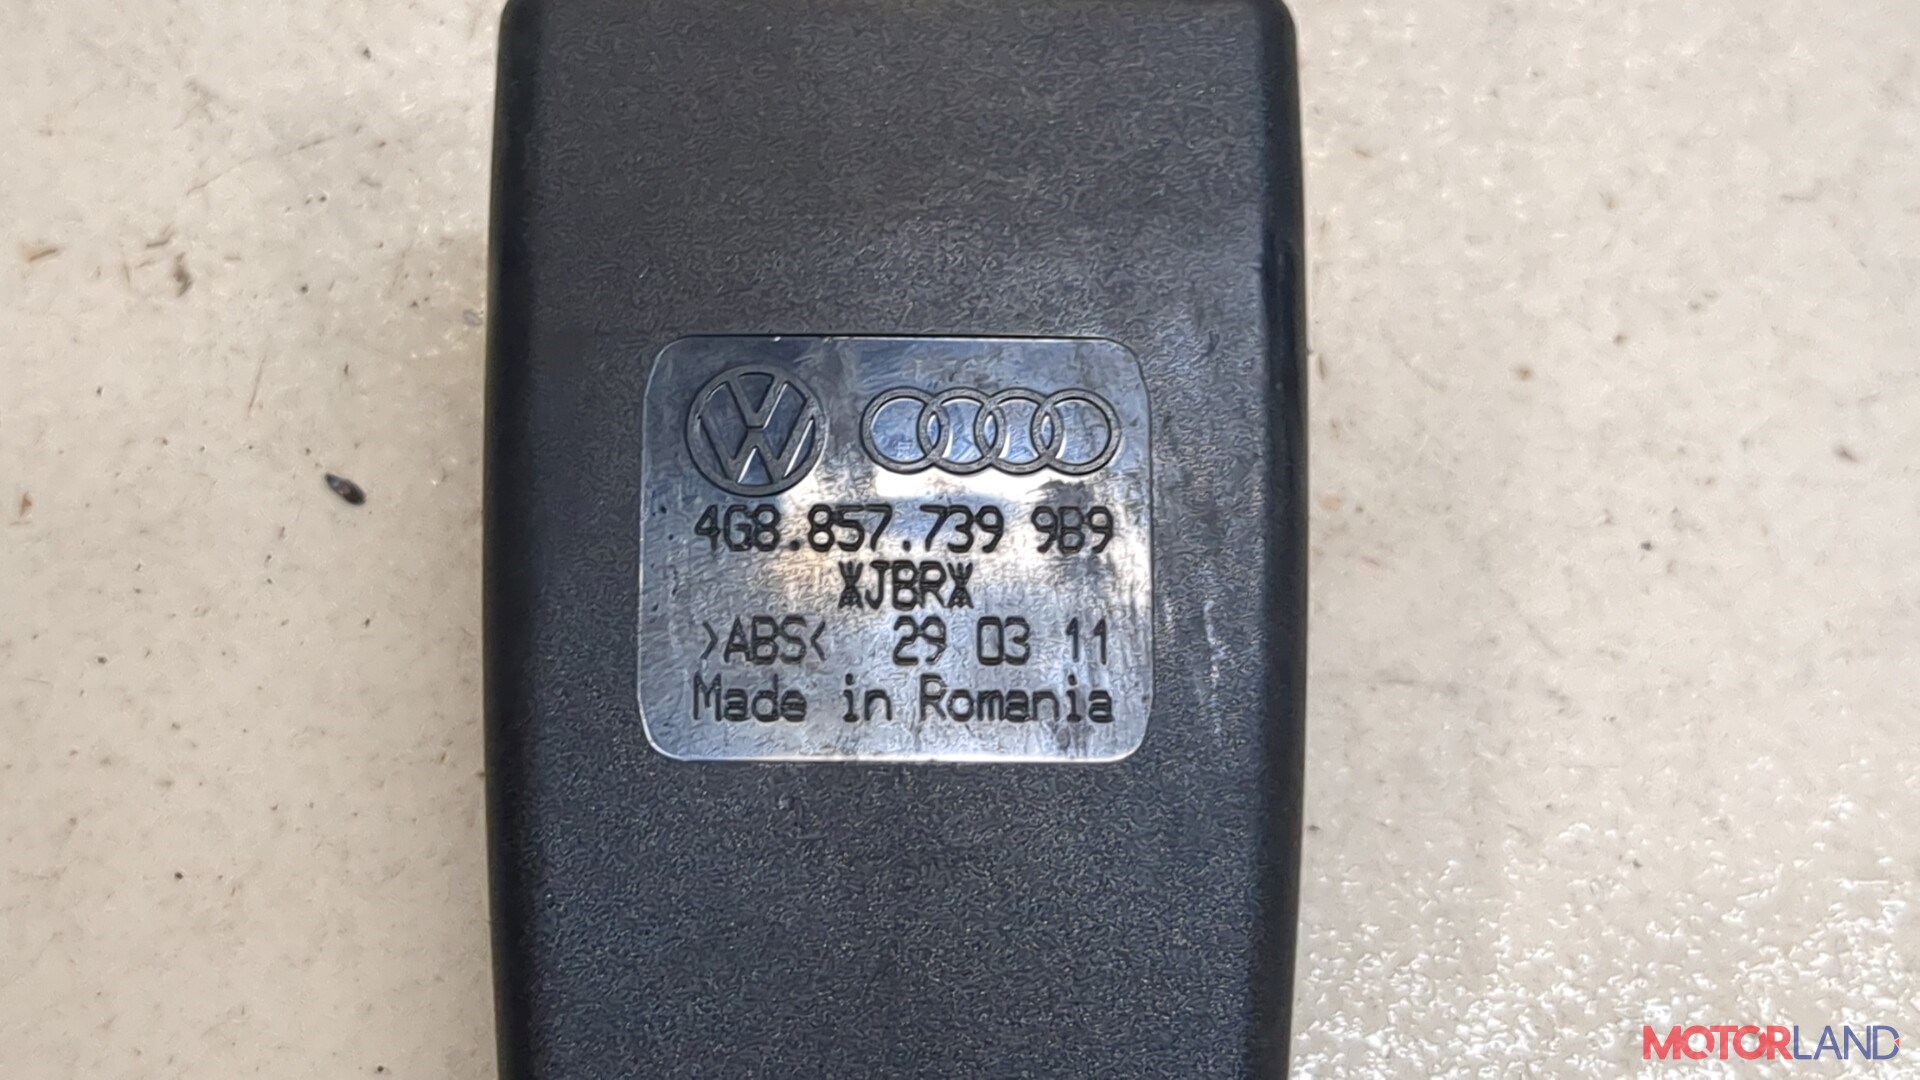 4G8.857.739 9B9
JBR
>ABS< 29 03 11
Made in Romania
MOTORLAND